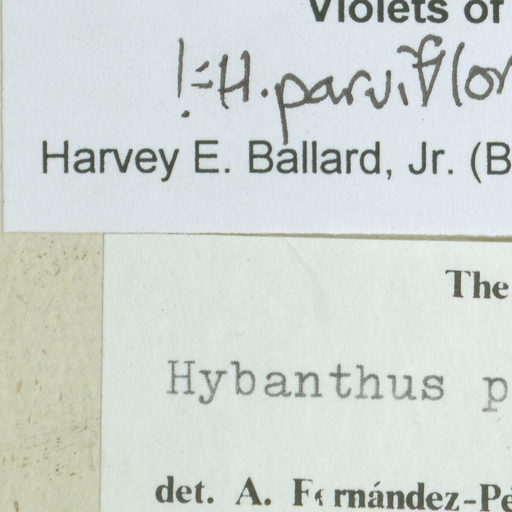 Violets of
!=H. parviflor
Harvey E. Ballard, Jr. (B
The
Hybanthus p
det. A. Fernández-Pé